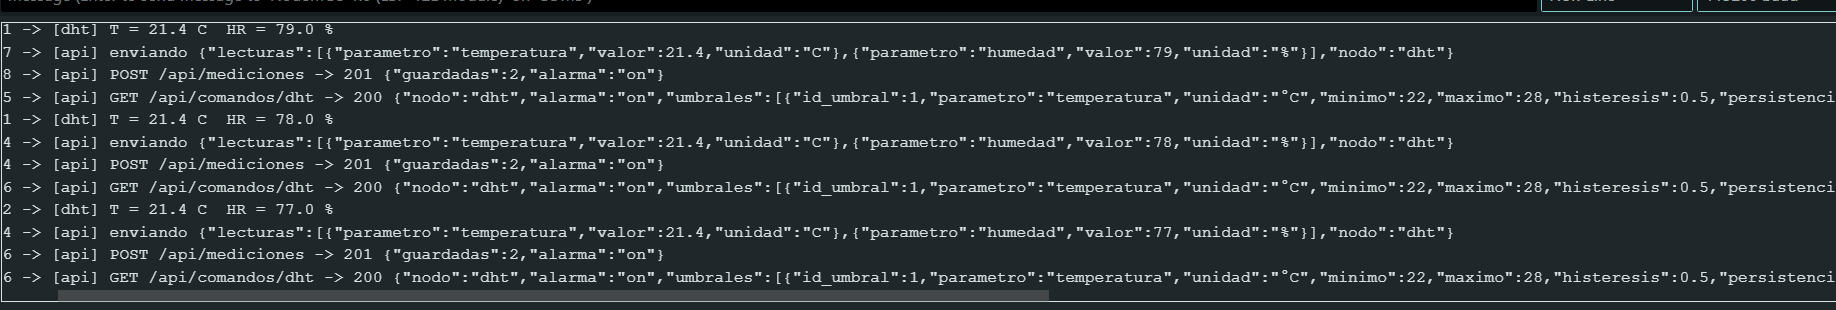 1 -> [dht] T = 21.4 C  HR = 79.0 %
7 -> [api] enviando {"lecturas":[{"parametro":"temperatura","valor":21.4,"unidad":"C"},{"parametro":"humedad","valor":79,"unidad":"%"}],"nodo":"dht"}
8 -> [api] POST /api/mediciones -> 201 {"guardadas":2,"alarma":"on"}
5 -> [api] GET /api/comandos/dht -> 200 {"nodo":"dht","alarma":"on","umbrales":[{"id_umbral":1,"parametro":"temperatura","unidad":"°C","minimo":22,"maximo":28,"histeresis":0.5,"persistenci
1 -> [dht] T = 21.4 C  HR = 78.0 %
4 -> [api] enviando {"lecturas":[{"parametro":"temperatura","valor":21.4,"unidad":"C"},{"parametro":"humedad","valor":78,"unidad":"%"}],"nodo":"dht"}
4 -> [api] POST /api/mediciones -> 201 {"guardadas":2,"alarma":"on"}
6 -> [api] GET /api/comandos/dht -> 200 {"nodo":"dht","alarma":"on","umbrales":[{"id_umbral":1,"parametro":"temperatura","unidad":"°C","minimo":22,"maximo":28,"histeresis":0.5,"persistenci
2 -> [dht] T = 21.4 C  HR = 77.0 %
4 -> [api] enviando {"lecturas":[{"parametro":"temperatura","valor":21.4,"unidad":"C"},{"parametro":"humedad","valor":77,"unidad":"%"}],"nodo":"dht"}
6 -> [api] POST /api/mediciones -> 201 {"guardadas":2,"alarma":"on"}
6 -> [api] GET /api/comandos/dht -> 200 {"nodo":"dht","alarma":"on","umbrales":[{"id_umbral":1,"parametro":"temperatura","unidad":"°C","minimo":22,"maximo":28,"histeresis":0.5,"persistenci